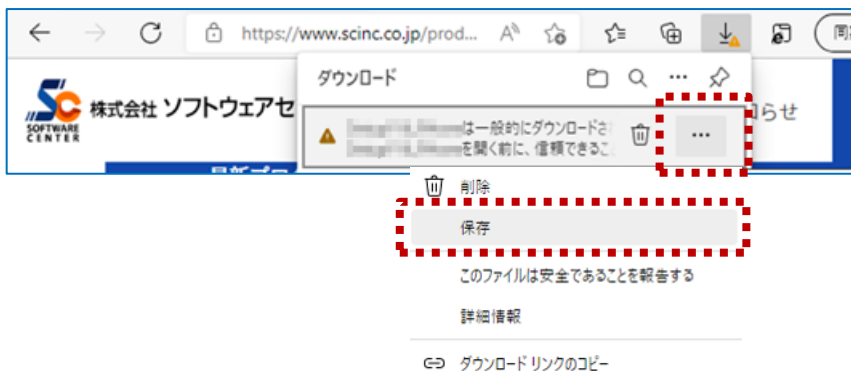 https://www.scinc.co.jp/prod...
ダウンロード
株式会社 ソフトウェアセ
らせ
SOFTWARE
CENTER
は一般的にダウンロードさ
を開く前に、信頼できるこ
削除
保存
このファイルは安全であることを報告する
詳細情報
ダウンロード リンクのコピー